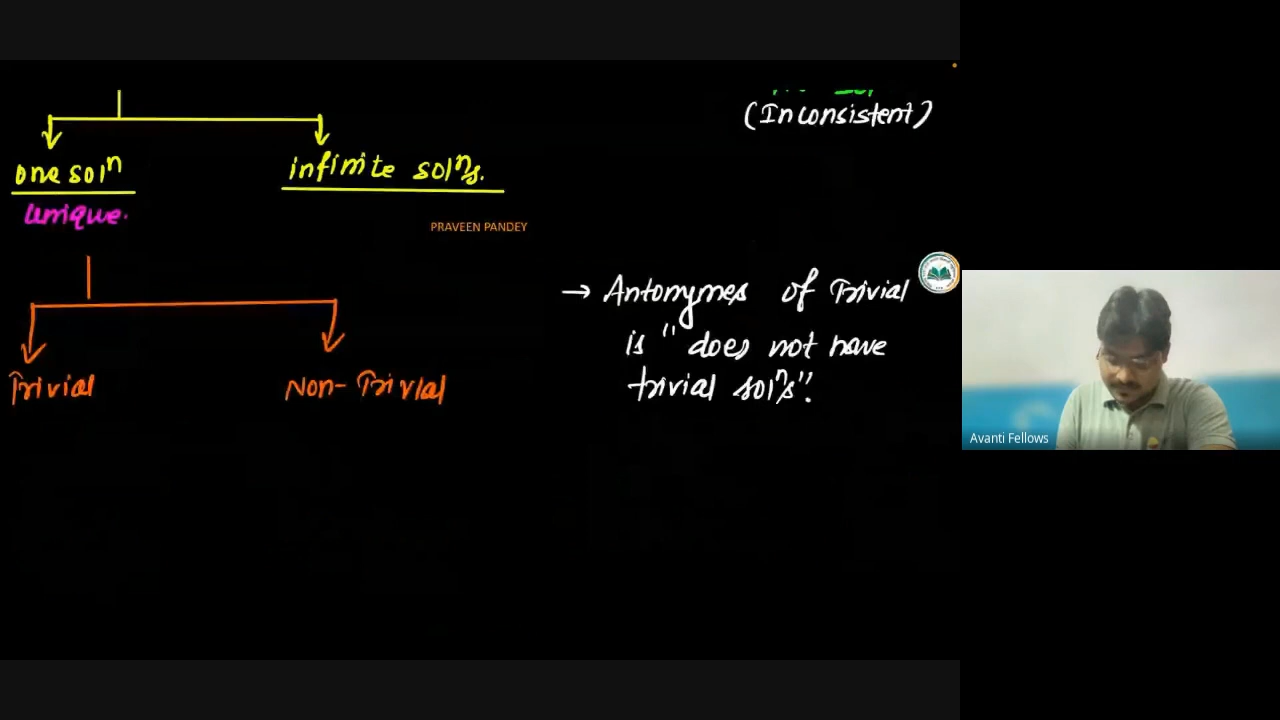 (Inconsistent)
one solⁿ
infinite solⁿs.
unique.
PRAVEEN PANDEY
→ Antonymes of Trivial
is " does not have
trivial solⁿs".
Trivial
Non-Trivial
Avanti Fellows